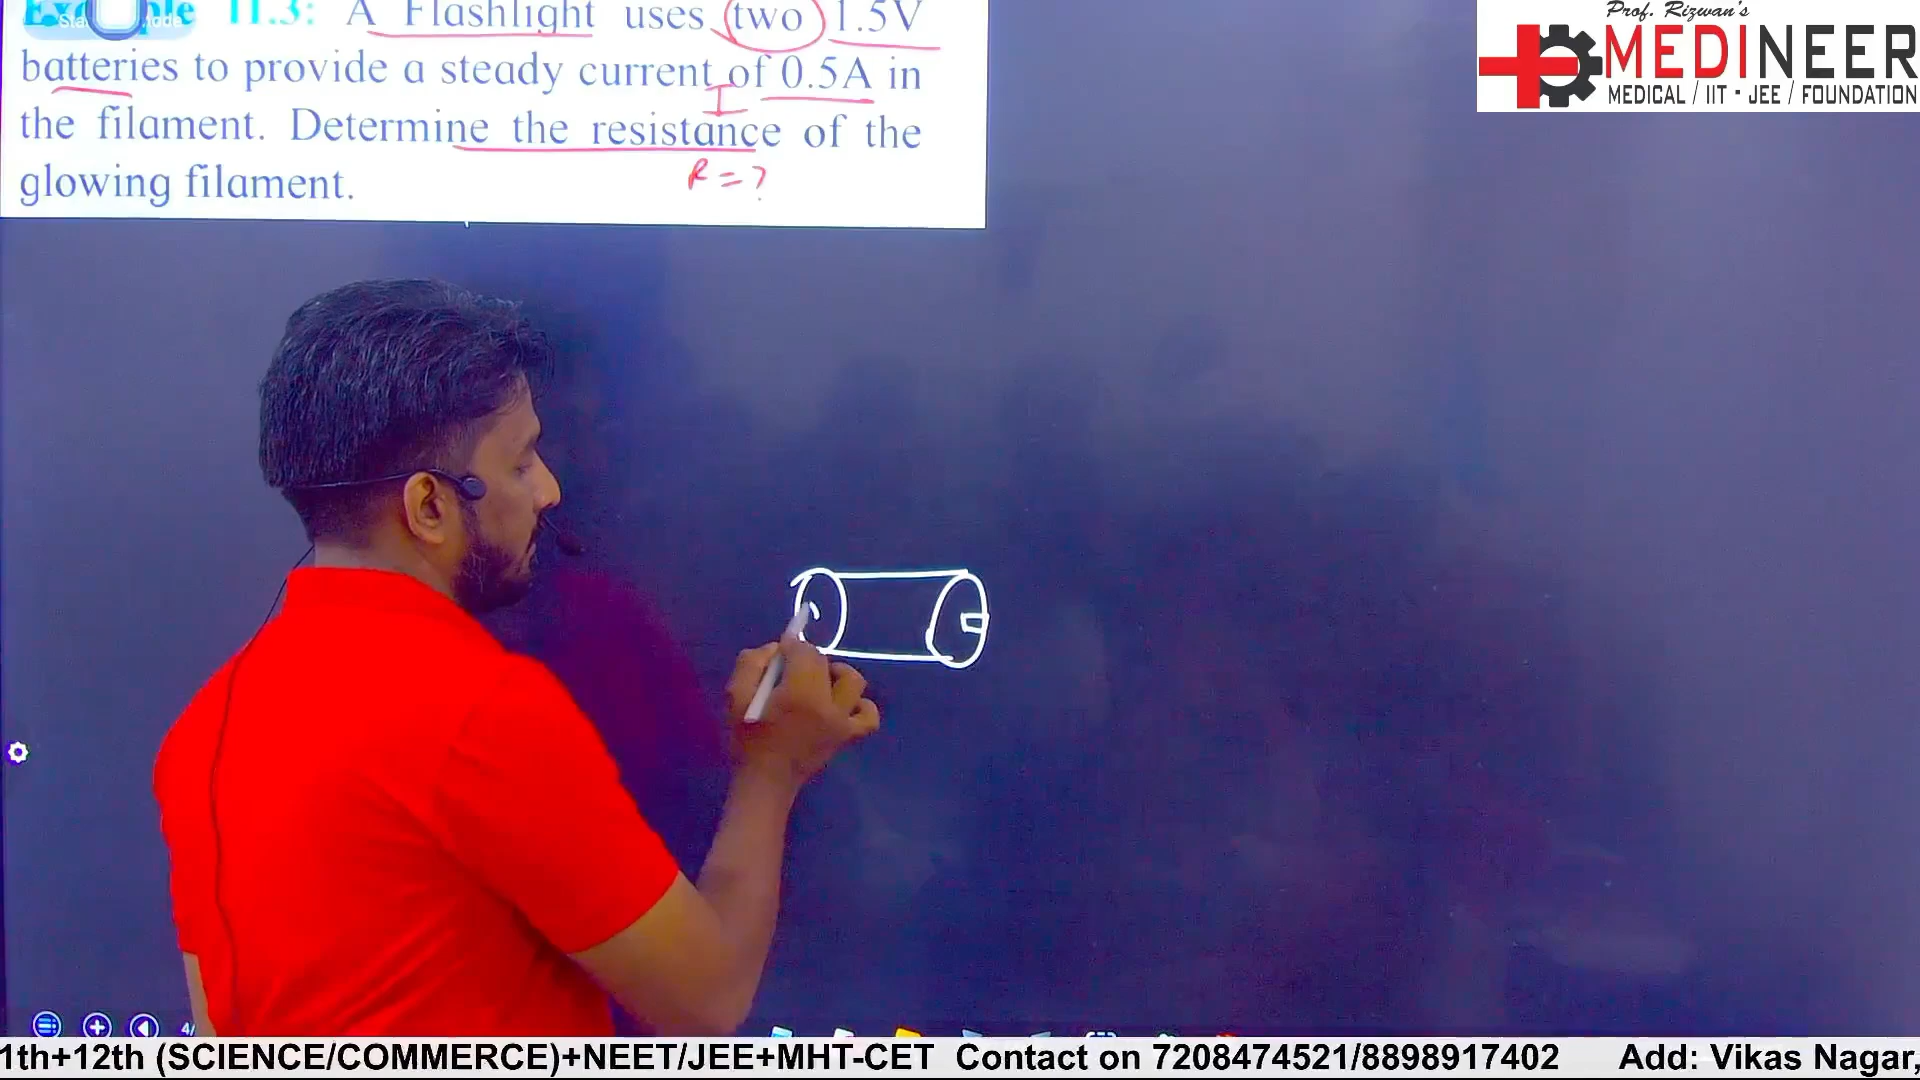 Example 11.3: A Flashlight uses two 1.5V
batteries to provide a steady current of 0.5A in
I
the filament. Determine the resistance of the
glowing filament.
R = ?
Prof. Rizwan's
MEDINEER
MEDICAL / IIT - JEE / FOUNDATION
4/
1th+12th (SCIENCE/COMMERCE)+NEET/JEE+MHT-CET Contact on 7208474521/8898917402 Add: Vikas Nagar,